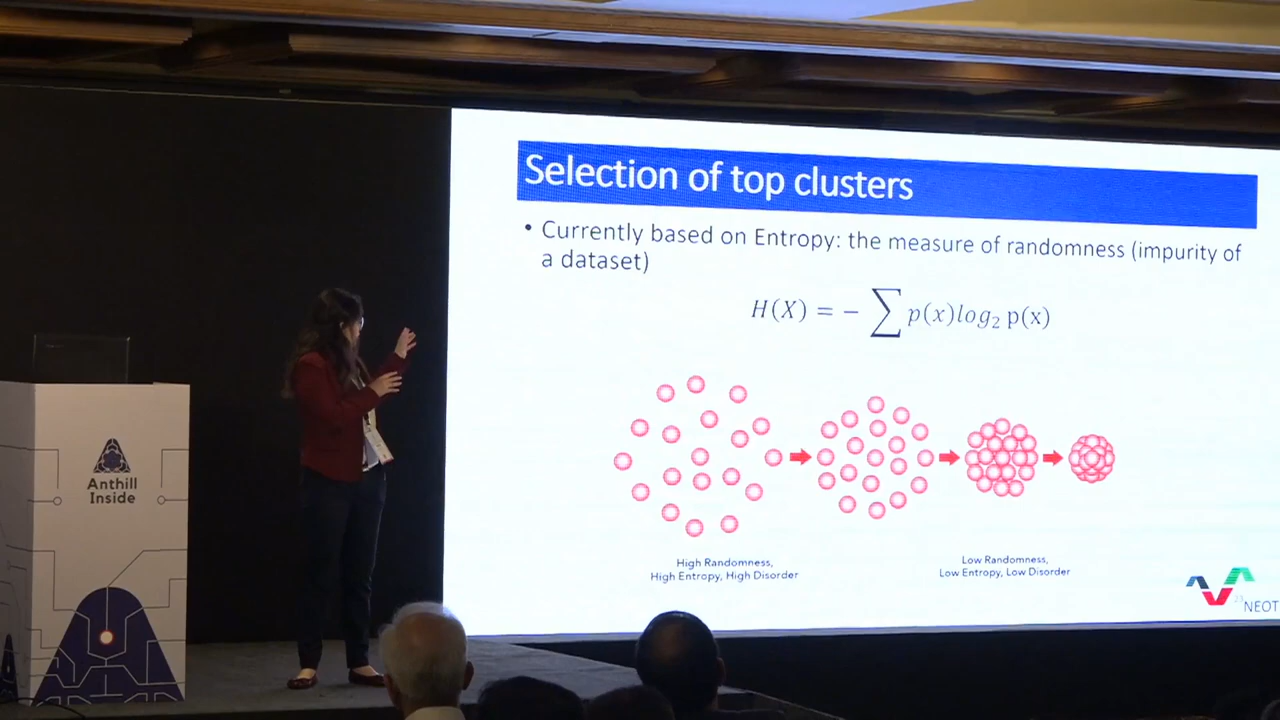 Selection of top clusters
• Currently based on Entropy: the measure of randomness (impurity of
a dataset)
H(X) = − ∑ p(x)log₂ p(x)
High Randomness,
High Entropy, High Disorder
Low Randomness,
Low Entropy, Low Disorder
23
NEOT
Anthill
Inside